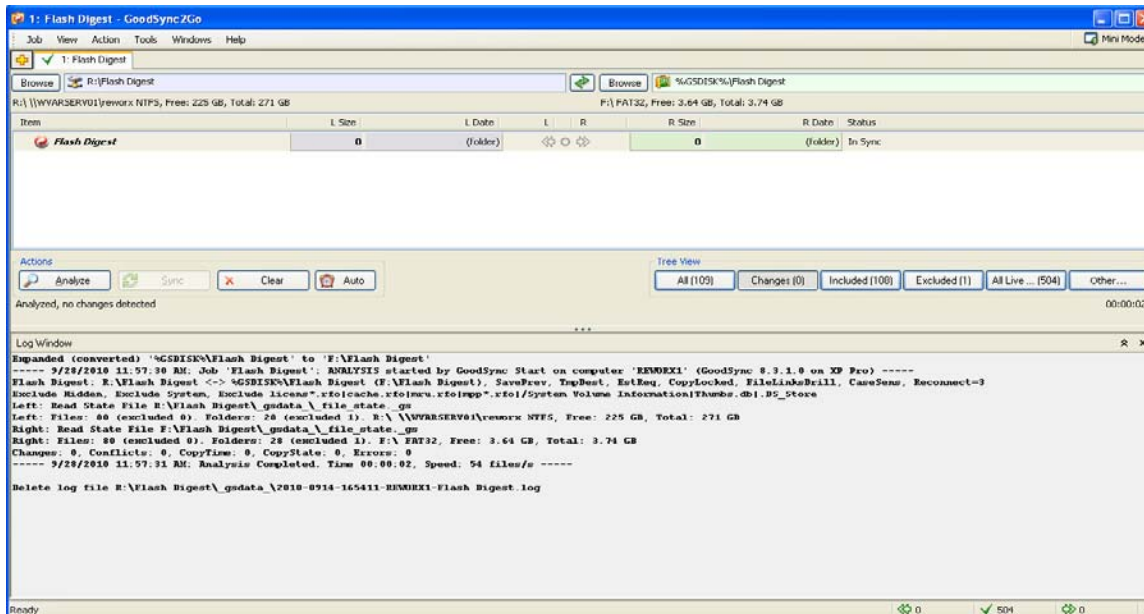 1: Flash Digest - GoodSync2Go
Job View Action Tools Windows Help Mini Mode
1: Flash Digest
Browse R:\Flash Digest Browse %GSDISK%\Flash Digest
R:\ \\WVARSERV01\reworx NTFS, Free: 225 GB, Total: 271 GB F:\ FAT32, Free: 3.64 GB, Total: 3.74 GB
Item L Size L Date L R R Size R Date Status
Flash Digest 0 (folder) 0 (folder) In Sync
Actions Tree View
Analyze Sync Clear Auto All (109) Changes (0) Included (108) Excluded (1) All Live ... (504) Other...
Analyzed, no changes detected 00:00:02
Log Window
Expanded (converted) '%GSDISK%\Flash Digest' to 'F:\Flash Digest'
----- 9/28/2010 11:57:30 AM: Job 'Flash Digest': ANALYSIS started by GoodSync Start on computer 'REWORX1' (GoodSync 8.3.1.0 on XP Pro) -----
Flash Digest: R:\Flash Digest <-> %GSDISK%\Flash Digest (F:\Flash Digest), SavePrev, TmpDest, EstReq, CopyLocked, FileLinksDrill, CaseSens, Reconnect=3
Exclude Hidden, Exclude System, Exclude licens*.rfo|cache.rfo|mru.rfo|mpp*.rfo|/System Volume Information|Thumbs.db|.DS_Store
Left: Read State File R:\Flash Digest\_gsdata_\_file_state._gs
Left: Files: 80 (excluded 0). Folders: 28 (excluded 1). R:\ \\WVARSERV01\reworx NTFS, Free: 225 GB, Total: 271 GB
Right: Read State File F:\Flash Digest\_gsdata_\_file_state._gs
Right: Files: 80 (excluded 0). Folders: 28 (excluded 1). F:\ FAT32, Free: 3.64 GB, Total: 3.74 GB
Changes: 0, Conflicts: 0, CopyTime: 0, CopyState: 0, Errors: 0
----- 9/28/2010 11:57:31 AM: Analysis Completed. Time 00:00:02, Speed: 54 files/s -----
Delete log file R:\Flash Digest\_gsdata_\2010-0914-165411-REWORX1-Flash Digest.log
Ready 0 504 0